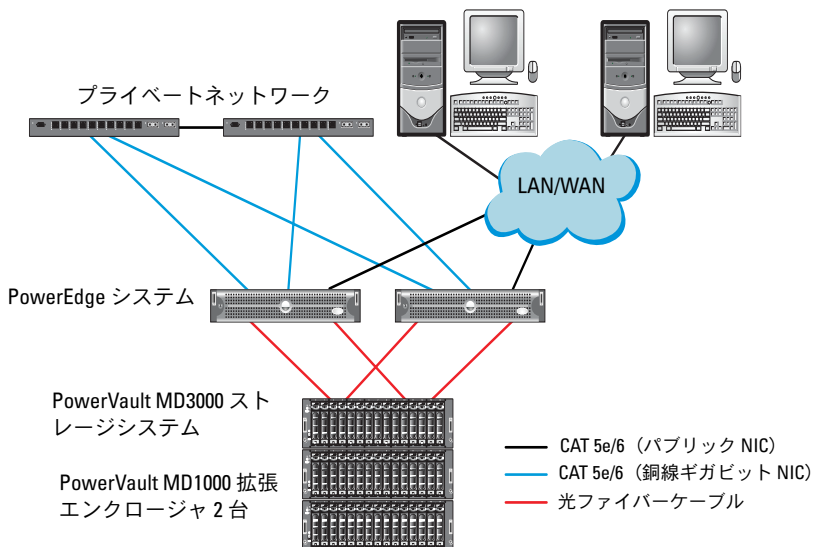 プライベートネットワーク
LAN/WAN
PowerEdge システム
PowerVault MD3000 スト
レージシステム
PowerVault MD1000 拡張
エンクロージャ 2 台
CAT 5e/6（パブリック NIC）
CAT 5e/6（銅線ギガビット NIC）
光ファイバーケーブル